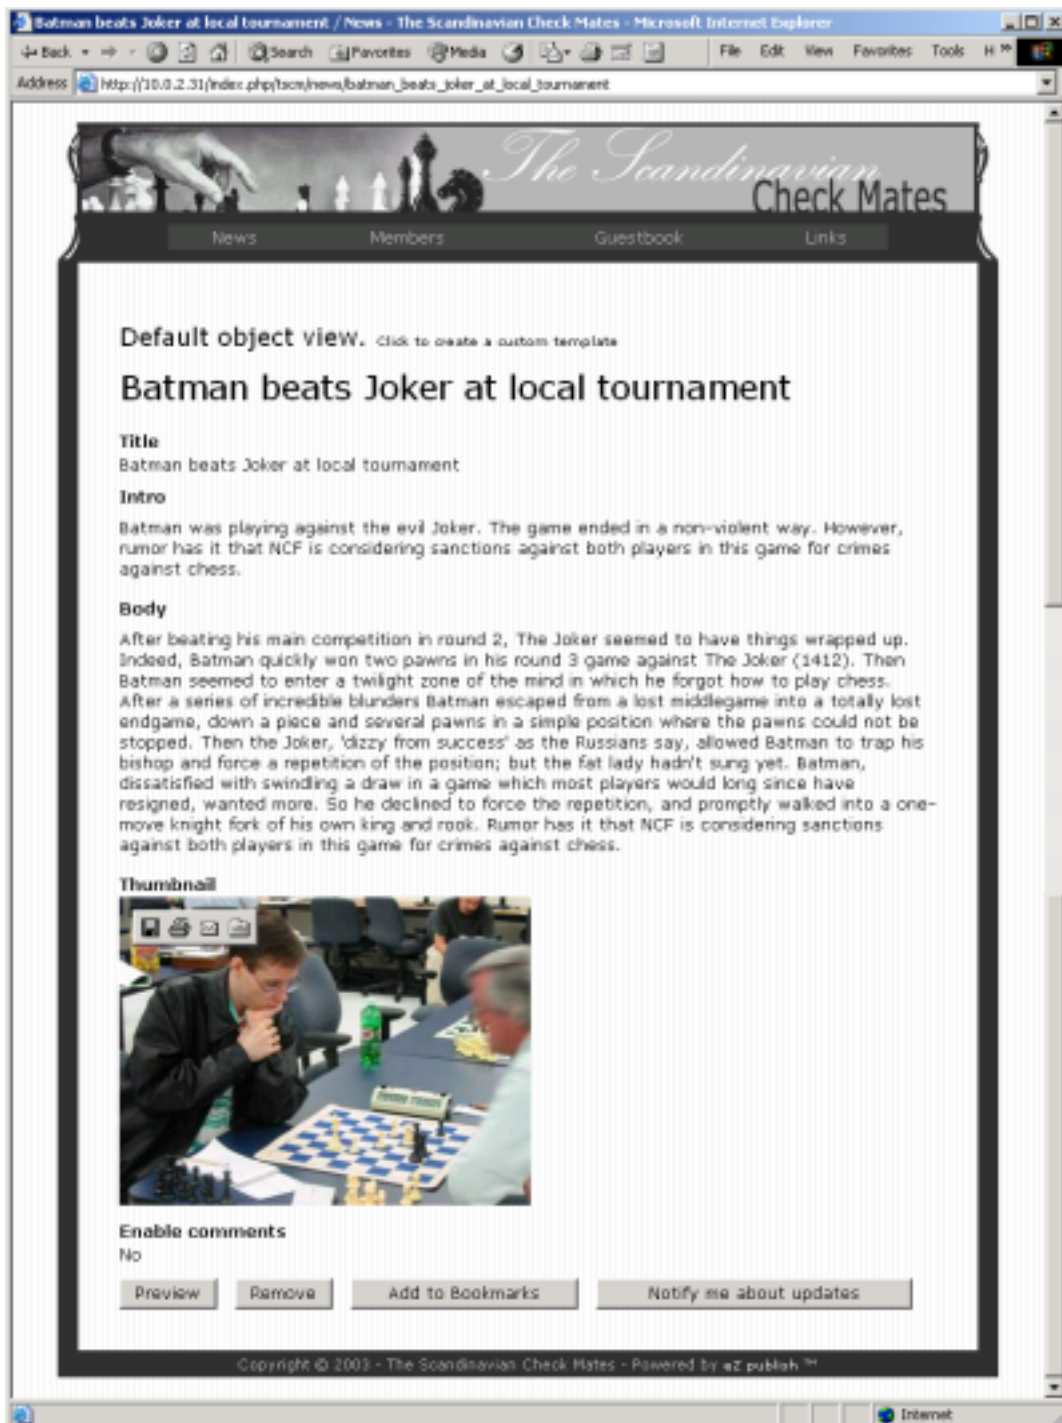 Batman beats Joker at local tournament / News - The Scandinavian Check Mates - Microsoft Internet Explorer
Back Search Favorites Media File Edit View Favorites Tools H »
Address http://10.0.2.31/index.php/tscm/news/batman_beats_joker_at_local_tournament
The Scandinavian
Check Mates
News Members Guestbook Links
Default object view. Click to create a custom template
Batman beats Joker at local tournament
Title
Batman beats Joker at local tournament
Intro
Batman was playing against the evil Joker. The game ended in a non-violent way. However,
rumor has it that NCF is considering sanctions against both players in this game for crimes
against chess.
Body
After beating his main competition in round 2, The Joker seemed to have things wrapped up.
Indeed, Batman quickly won two pawns in his round 3 game against The Joker (1412). Then
Batman seemed to enter a twilight zone of the mind in which he forgot how to play chess.
After a series of incredible blunders Batman escaped from a lost middlegame into a totally lost
endgame, down a piece and several pawns in a simple position where the pawns could not be
stopped. Then the Joker, 'dizzy from success' as the Russians say, allowed Batman to trap his
bishop and force a repetition of the position; but the fat lady hadn't sung yet. Batman,
dissatisfied with swindling a draw in a game which most players would long since have
resigned, wanted more. So he declined to force the repetition, and promptly walked into a one-
move knight fork of his own king and rook. Rumor has it that NCF is considering sanctions
against both players in this game for crimes against chess.
Thumbnail
Enable comments
No
Preview Remove Add to Bookmarks Notify me about updates
Copyright © 2003 - The Scandinavian Check Mates - Powered by eZ publish ™
Internet